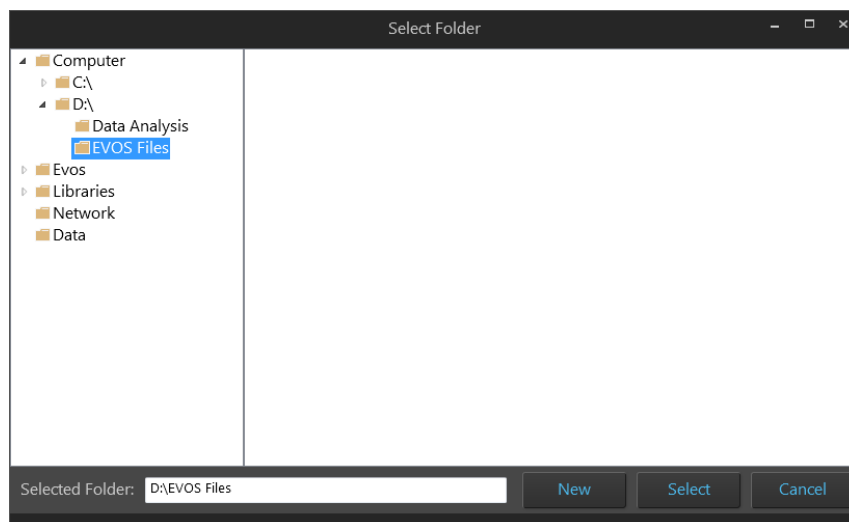 Select Folder
Computer
C:\
D:\
Data Analysis
EVOS Files
Evos
Libraries
Network
Data
Selected Folder: D:\EVOS Files New Select Cancel